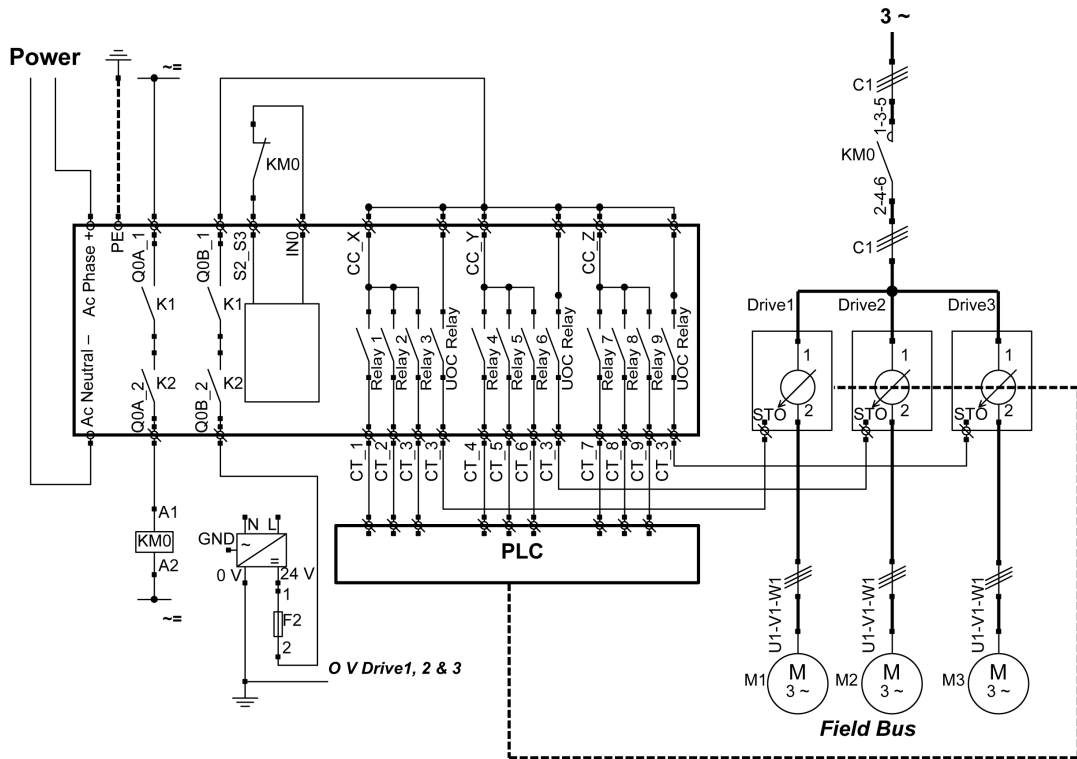 3 ~
Power
~=
C1
1-3-5
KM0
KM0
2-4-6
C1
Ac Phase +
PE
Q0A_1
Q0B_1
S2_S3
IN0
CC_X
CC_Y
CC_Z
K1
K1
Relay 1
Relay 2
Relay 3
UOC Relay
Relay 4
Relay 5
Relay 6
UOC Relay
Relay 7
Relay 8
Relay 9
UOC Relay
Drive1
Drive2
Drive3
1
1
1
Ac Neutral –
Q0A_2
K2
Q0B_2
K2
STO
2
STO
2
STO
2
CT_1
CT_2
CT_3
CT_3
CT_4
CT_5
CT_6
CT_3
CT_7
CT_8
CT_9
CT_3
A1
KM0
A2
~=
N L
GND
~
=
0 V
24 V
1
F2
2
PLC
O V Drive1, 2 & 3
U1-V1-W1
U1-V1-W1
U1-V1-W1
M1
M
3 ~
M2
M
3 ~
M3
M
3 ~
Field Bus